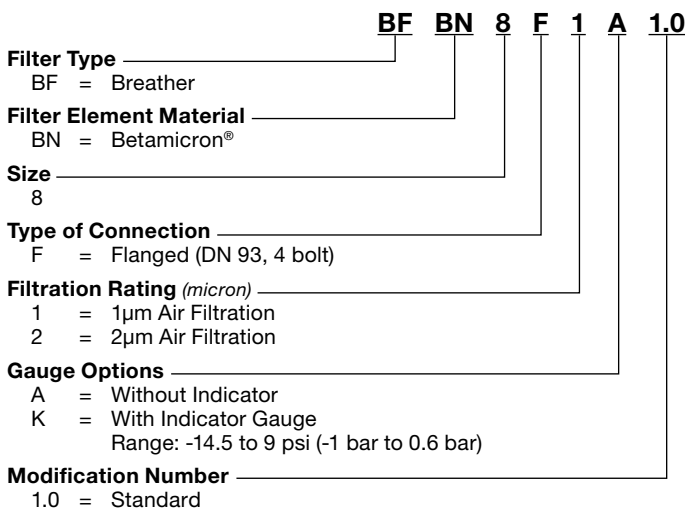 BF BN 8 F 1 A 1.0
Filter Type
BF = Breather
Filter Element Material
BN = Betamicron®
Size
8
Type of Connection
F = Flanged (DN 93, 4 bolt)
Filtration Rating (micron)
1 = 1µm Air Filtration
2 = 2µm Air Filtration
Gauge Options
A = Without Indicator
K = With Indicator Gauge
Range: -14.5 to 9 psi (-1 bar to 0.6 bar)
Modification Number
1.0 = Standard